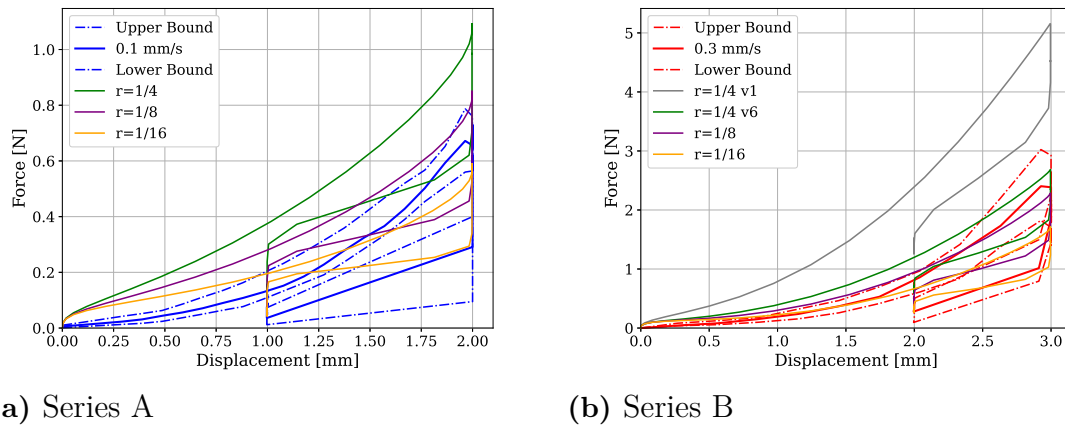 Upper Bound
0.1 mm/s
Lower Bound
r=1/4
r=1/8
r=1/16
Force [N]
1.0
0.8
0.6
0.4
0.2
0.0
0.00 0.25 0.50 0.75 1.00 1.25 1.50 1.75 2.00
Displacement [mm]
a) Series A
Upper Bound
0.3 mm/s
Lower Bound
r=1/4 v1
r=1/4 v6
r=1/8
r=1/16
Force [N]
5
4
3
2
1
0
0.0 0.5 1.0 1.5 2.0 2.5 3.0
Displacement [mm]
(b) Series B